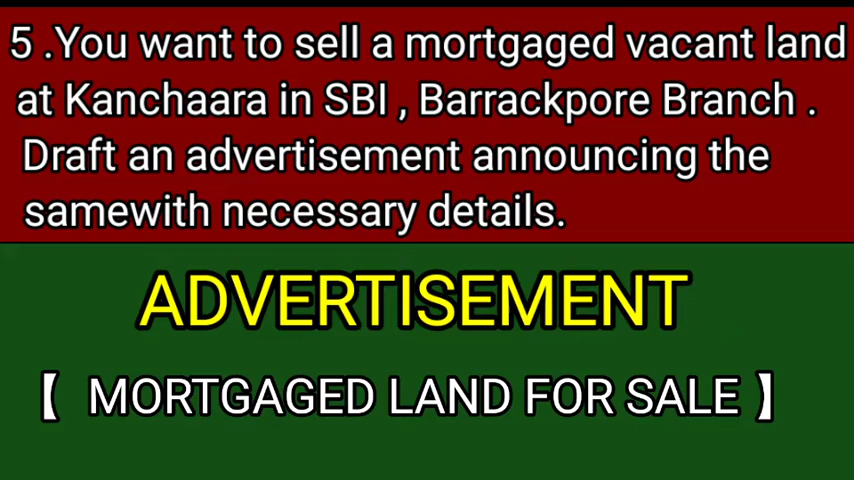 5 .You want to sell a mortgaged vacant land
at Kanchaara in SBI , Barrackpore Branch .
Draft an advertisement announcing the
samewith necessary details.
ADVERTISEMENT
【 MORTGAGED LAND FOR SALE 】